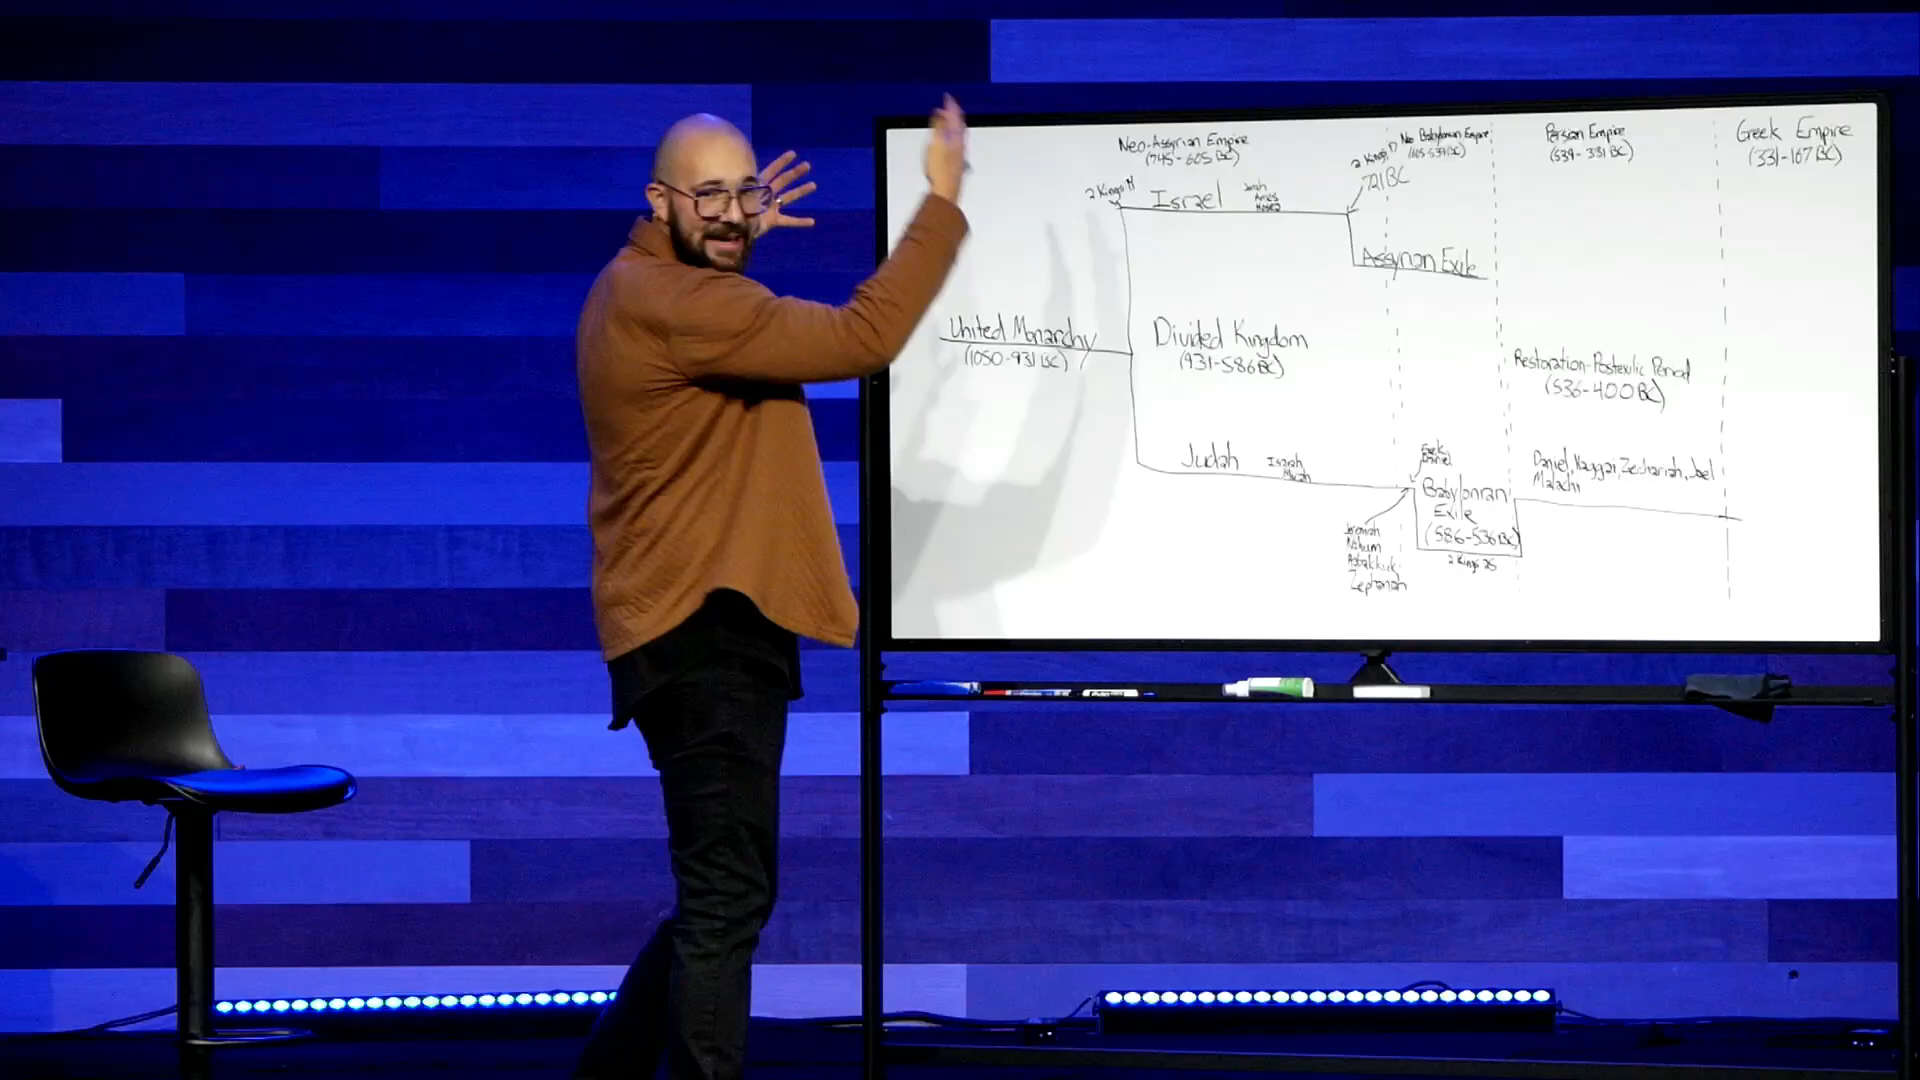 Neo-Assyrian Empire
(745-605 BC)
Neo Babylonian Empire
(605-539 BC)
Persian Empire
(539-331 BC)
Greek Empire
(331-167 BC)
2 Kings 17
721 BC
2 Kings
Israel
Jonah
Amos
Hosea
Assyrian Exile
United Monarchy
(1050-931 BC)
Divided Kingdom
(931-586 BC)
Restoration-Postexilic Period
(536-400 BC)
Judah
Isaiah
Micah
Daniel
Daniel, Haggai, Zechariah, Joel
Malachi
Babylonian
Exile
(586-536 BC)
2 Kings 25
Jeremiah
Nahum
Habakkuk
Zephaniah